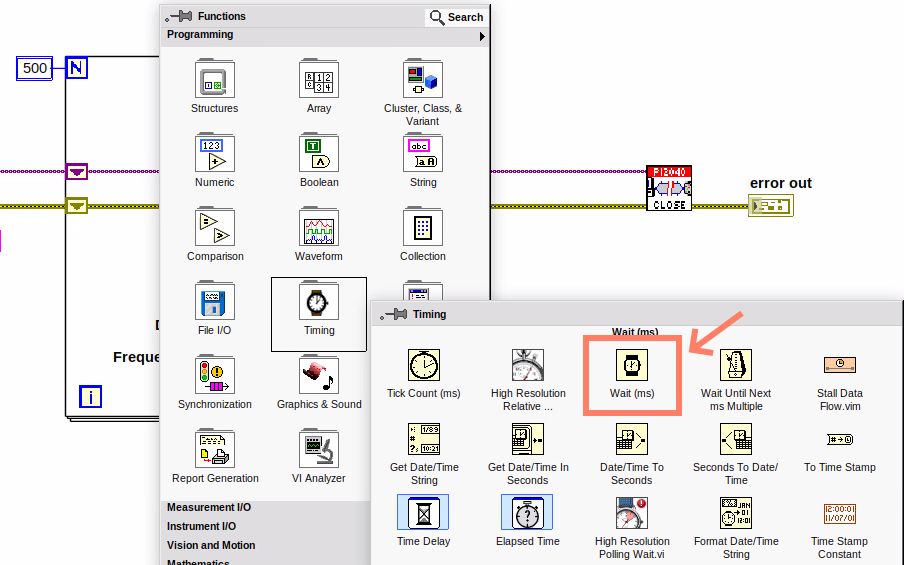 Functions
Search
Programming
500
N
Structures
Array
Cluster, Class, &
Variant
Numeric
Boolean
String
Comparison
Waveform
Collection
File I/O
Timing
Synchronization
Graphics & Sound
Report Generation
VI Analyzer
Measurement I/O
Instrument I/O
Vision and Motion
Mathematics
Freque
i
CLOSE
error out
Timing
Wait (ms)
Tick Count (ms)
High Resolution
Relative ...
Wait (ms)
Wait Until Next
ms Multiple
Stall Data
Flow.vim
Get Date/Time
String
Get Date/Time In
Seconds
Date/Time To
Seconds
Seconds To Date/
Time
To Time Stamp
Time Delay
Elapsed Time
High Resolution
Polling Wait.vi
Format Date/Time
String
Time Stamp
Constant